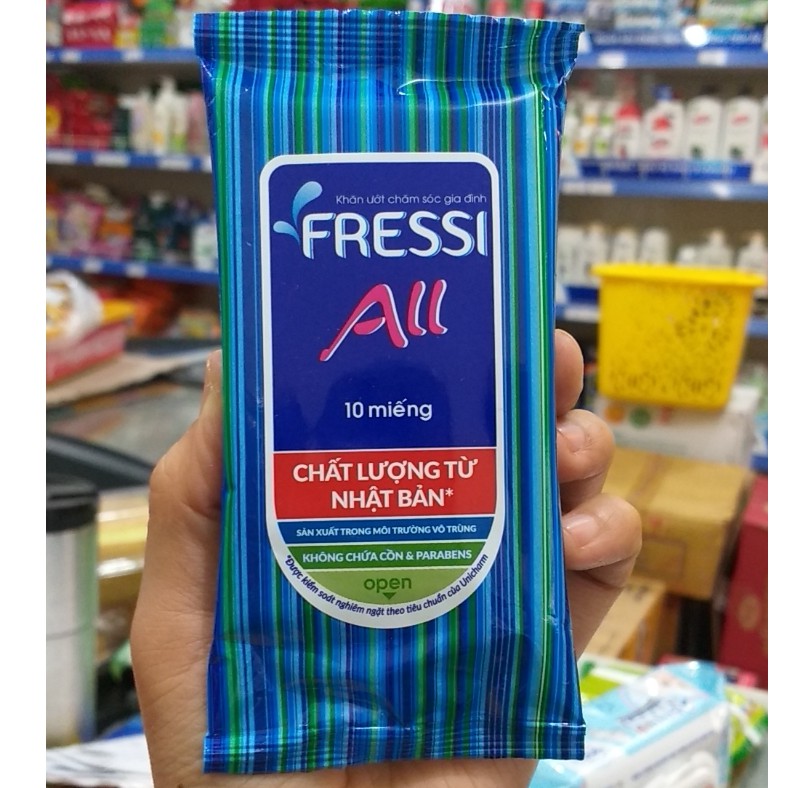 Khăn ướt chăm sóc gia đình
FRESSI
All
10 miếng
CHẤT LƯỢNG TỪ
NHẬT BẢN*
SẢN XUẤT TRONG MÔI TRƯỜNG VÔ TRÙNG
KHÔNG CHỨA CỒN & PARABENS
open
*Được kiểm soát nghiêm ngặt theo tiêu chuẩn của Unicharm